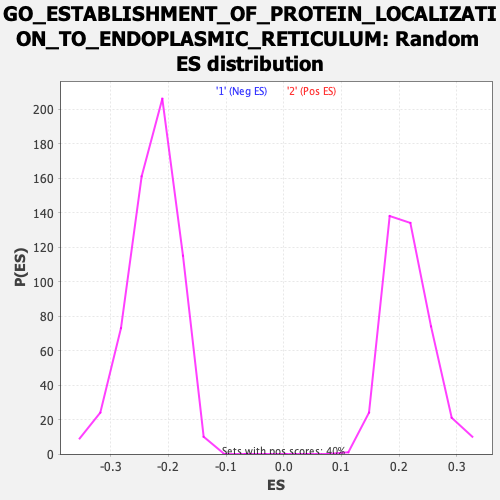 GO_ESTABLISHMENT_OF_PROTEIN_LOCALIZATI
ON_TO_ENDOPLASMIC_RETICULUM: Random
ES distribution
'1' (Neg ES) '2' (Pos ES)
200
180
160
140
120
100
80
60
40
20
0
P(ES)
Sets with pos scores: 40%
-0.3 -0.2 -0.1 0.0 0.1 0.2 0.3
ES